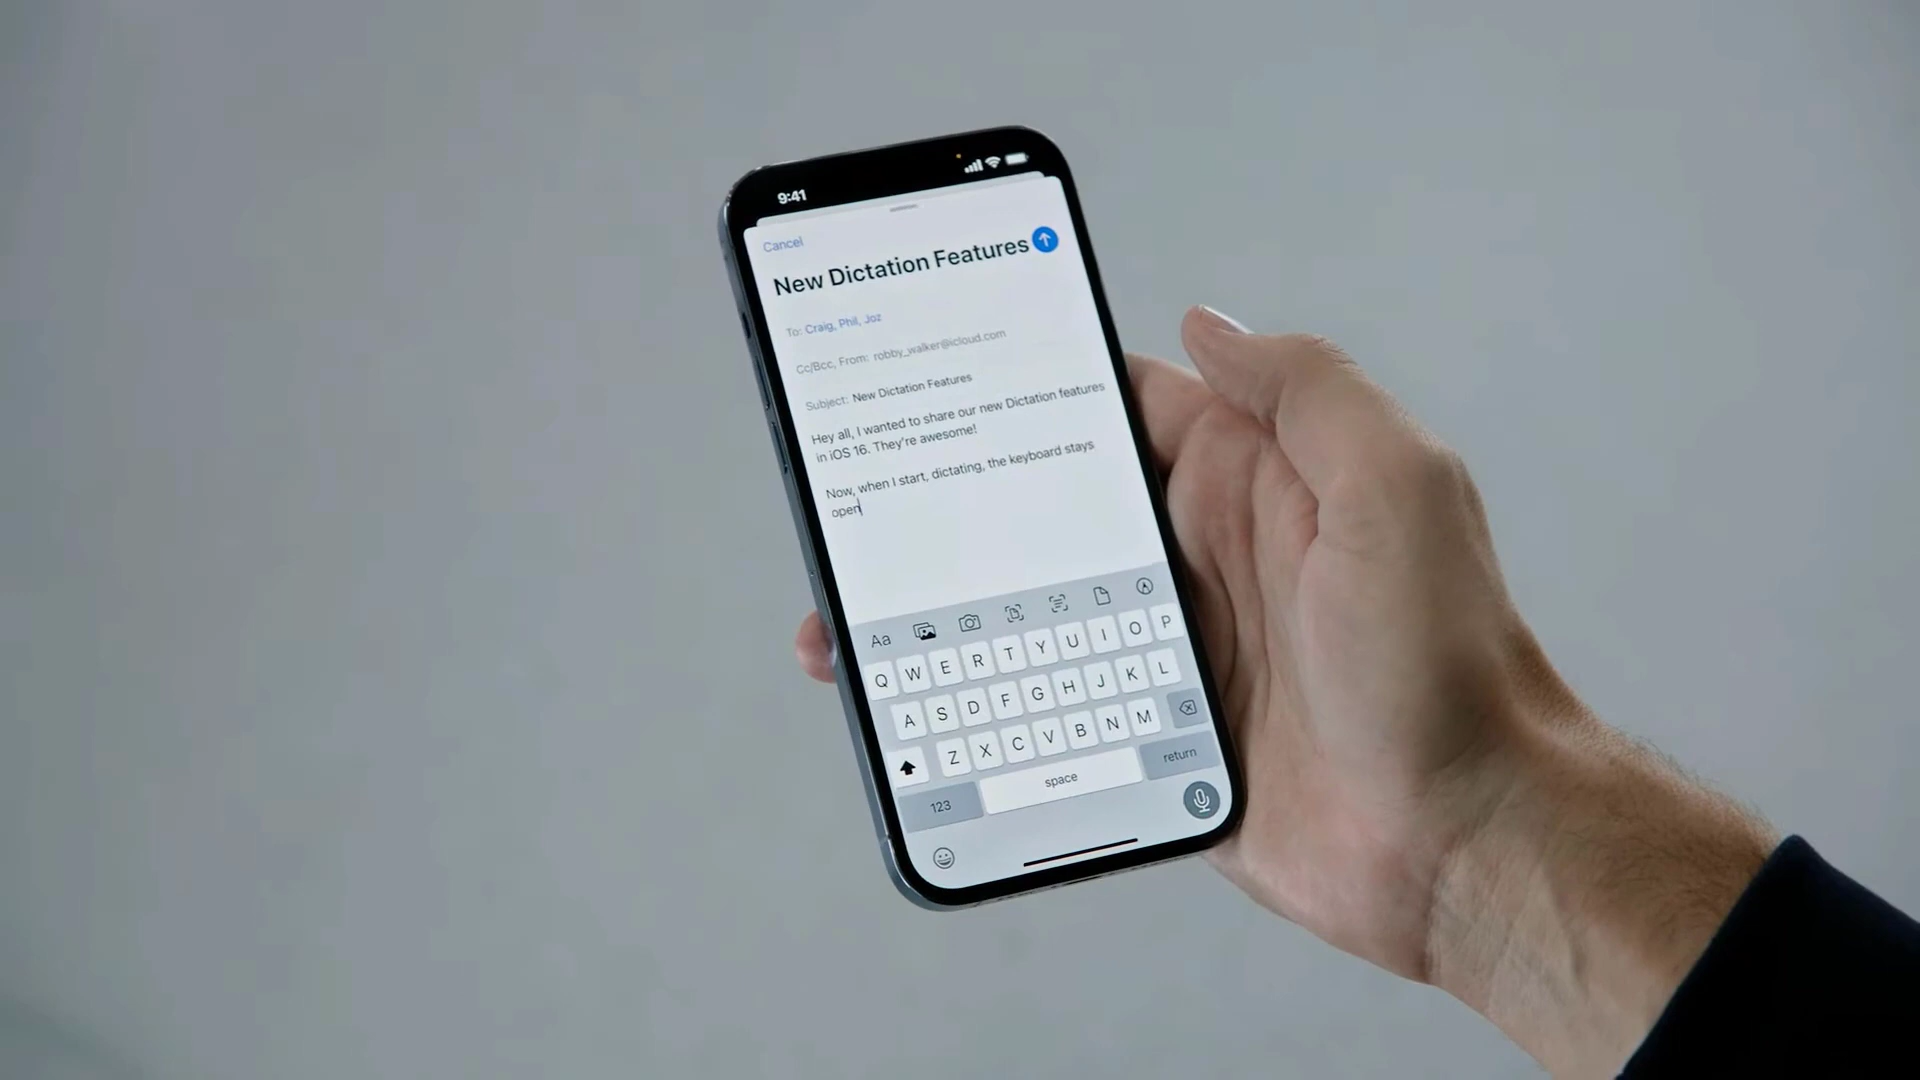 9:41
Cancel
New Dictation Features
To: Craig, Phil, Joz
Cc/Bcc, From: robby_walker@icloud.com
Subject: New Dictation Features
Hey all, I wanted to share our new Dictation features
in iOS 16. They're awesome!
Now, when I start, dictating, the keyboard stays
open
Aa
Q W E R T Y U I O P
A S D F G H J K L
Z X C V B N M
123 space return